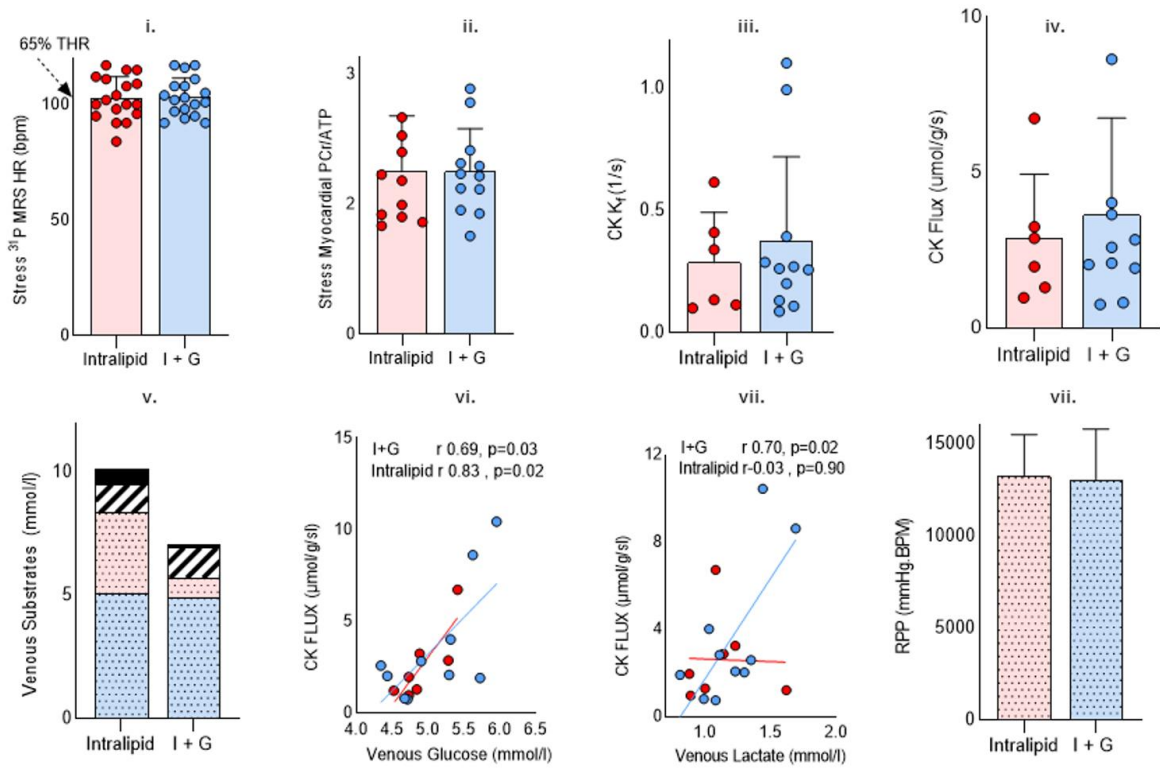 i.
65% THR
Stress 31P MRS HR (bpm)
100
50
0
Intralipid I + G
ii.
Stress Myocardial PCr/ATP
3
2
0
Intralipid I + G
iii.
CK Kf (1/s)
1.0
0.5
0.0
Intralipid I + G
iv.
CK Flux (umol/g/s)
10
5
0
Intralipid I + G
v.
Venous Substrates (mmol/l)
10
5
0
Intralipid I + G
vi.
CK FLUX (µmol/g/sl)
15
10
5
0
I+G r 0.69, p=0.03
Intralipid r 0.83 , p=0.02
4.0 4.5 5.0 5.5 6.0 6.5
Venous Glucose (mmol/l)
vii.
CK FLUX (µmol/g/sl)
12
8
4
0
I+G r 0.70, p=0.02
Intralipid r-0.03 , p=0.90
1.0 1.5 2.0
Venous Lactate (mmol/l)
vii.
RPP (mmHg.BPM)
15000
10000
5000
0
Intralipid I + G